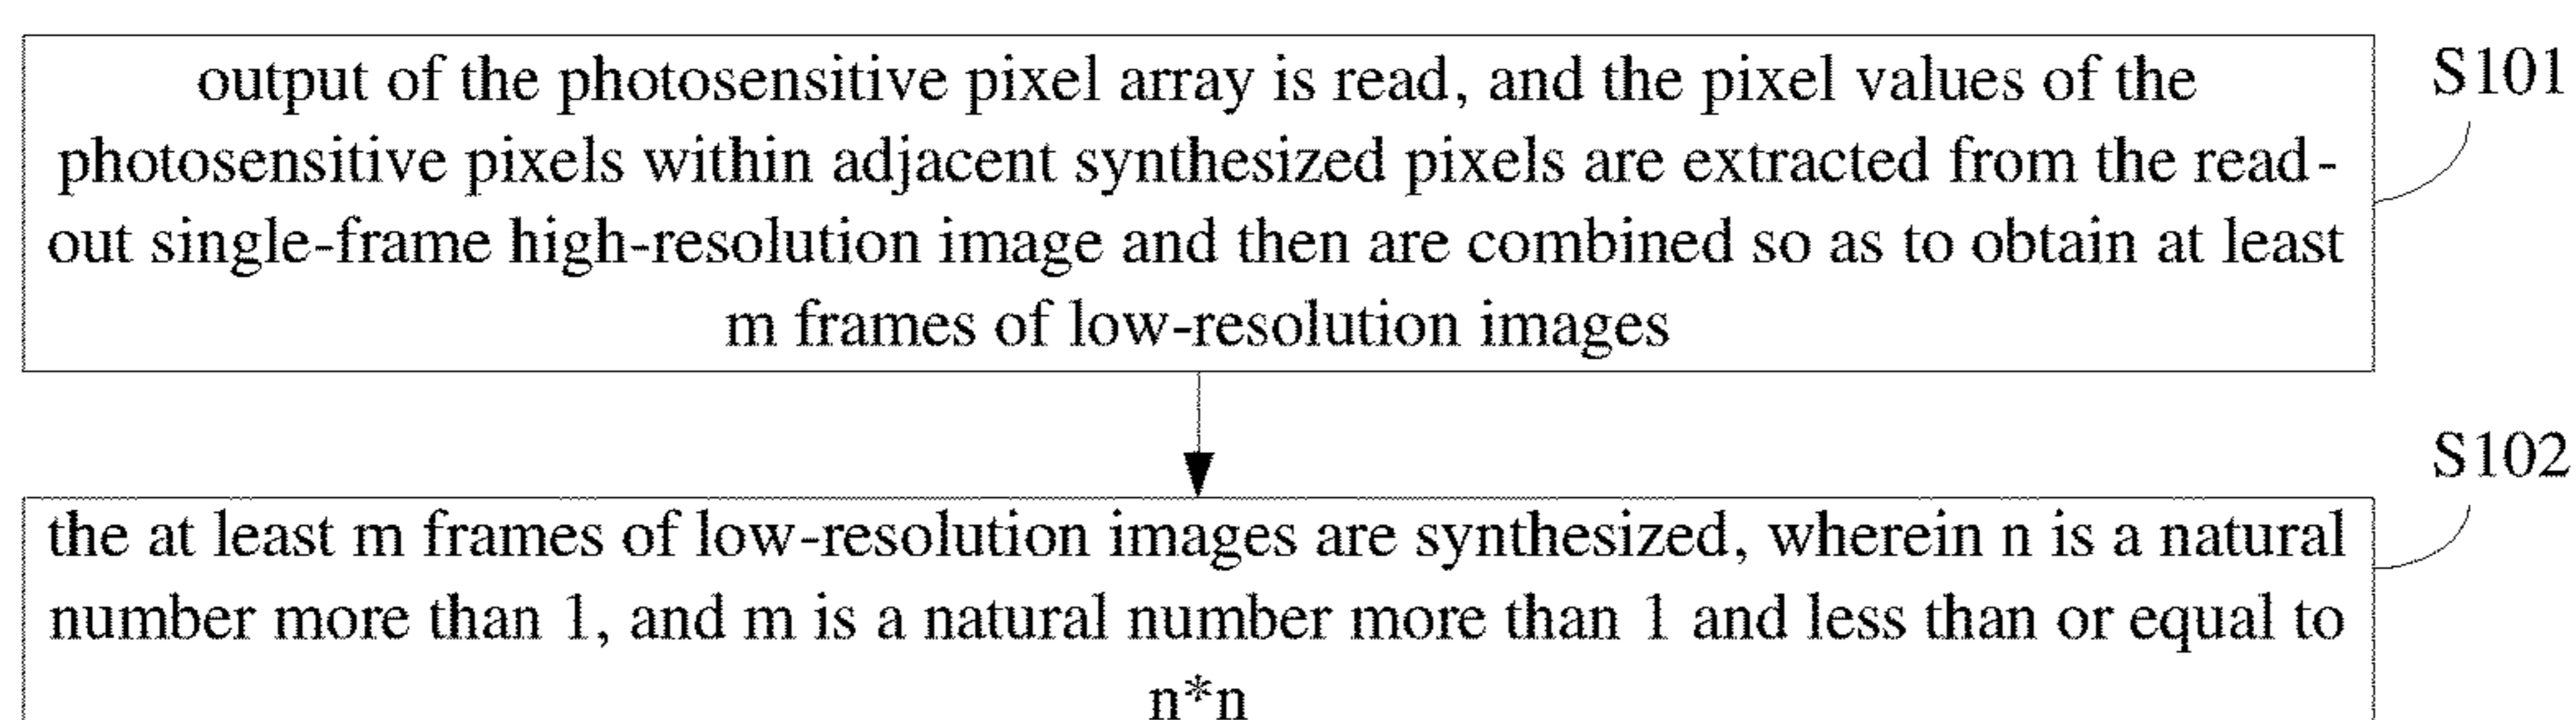 output of the photosensitive pixel array is read, and the pixel values of the
S101
photosensitive pixels within adjacent synthesized pixels are extracted from the read-
out single-frame high-resolution image and then are combined so as to obtain at least
m frames of low-resolution images
S102
the at least m frames of low-resolution images are synthesized, wherein n is a natural
number more than 1, and m is a natural number more than 1 and less than or equal to
n*n